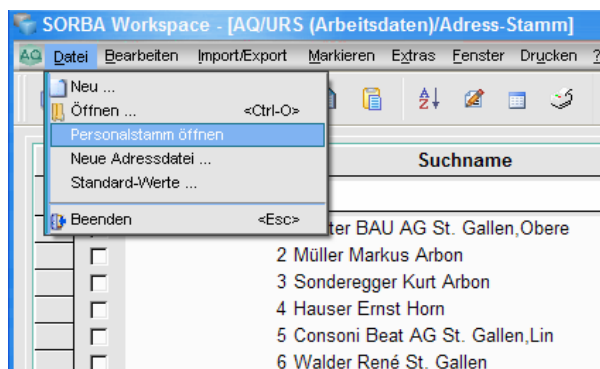 SORBA Workspace - [AQ/URS (Arbeitsdaten)/Adress-Stamm]
AQ Datei Bearbeiten Import/Export Markieren Extras Fenster Drucken ?
Neu ...
Öffnen ... <Ctrl-O>
Personalstamm öffnen
Neue Adressdatei ...
Standard-Werte ...
Beenden <Esc>
Suchname
BAU AG St. Gallen,Obere
2 Müller Markus Arbon
3 Sonderegger Kurt Arbon
4 Hauser Ernst Horn
5 Consoni Beat AG St. Gallen,Lin
6 Walder René St. Gallen